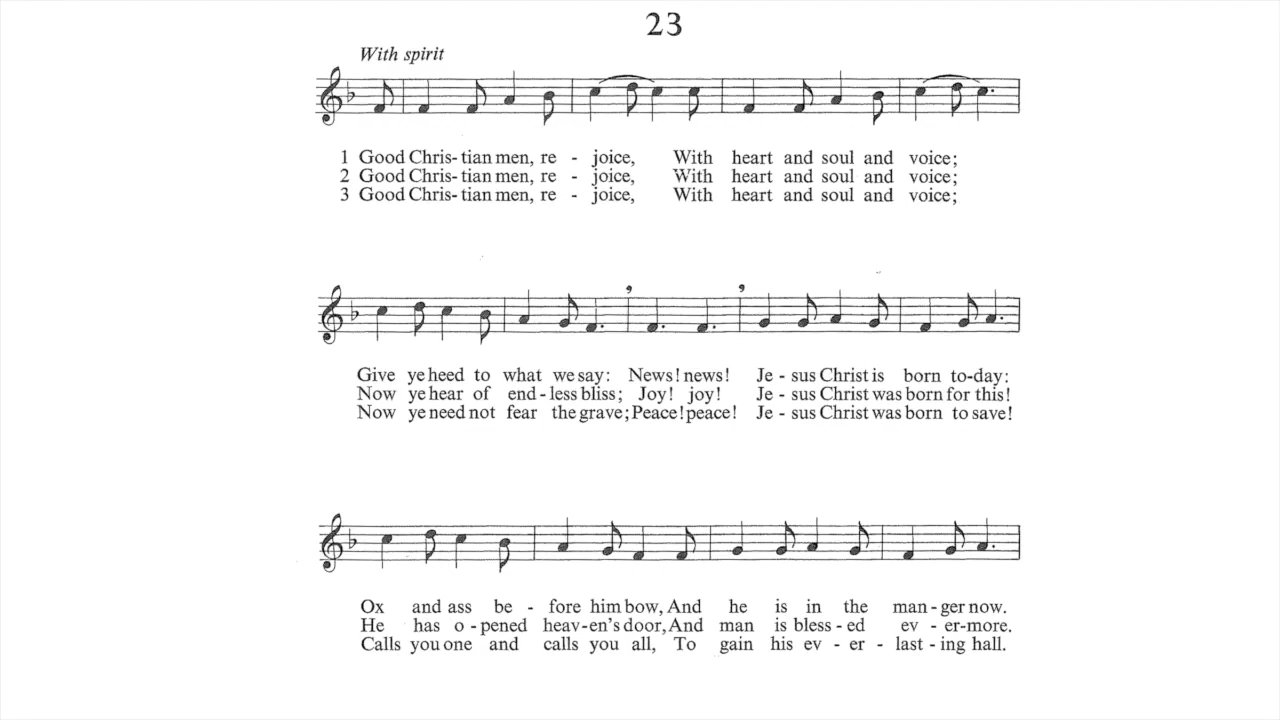 23
With spirit
1 Good Chris- tian men, re - joice, With heart and soul and voice;
2 Good Chris- tian men, re - joice, With heart and soul and voice;
3 Good Chris- tian men, re - joice, With heart and soul and voice;
Give ye heed to what we say: News! news! Je - sus Christ is born to-day:
Now ye hear of end - less bliss; Joy! joy! Je - sus Christ was born for this!
Now ye need not fear the grave; Peace! peace! Je - sus Christ was born to save!
Ox and ass be - fore him bow, And he is in the man - ger now.
He has o - pened heav-en's door, And man is bless - ed ev - er-more.
Calls you one and calls you all, To gain his ev - er - last - ing hall.